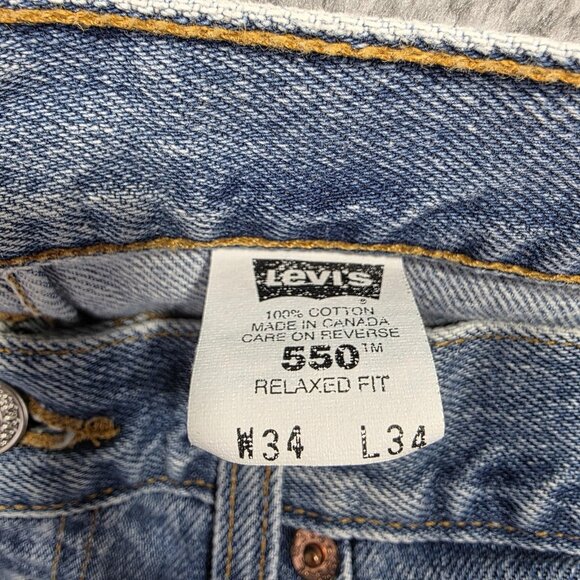 Levi's
®
100% COTTON
MADE IN CANADA
CARE ON REVERSE
550™
RELAXED FIT
W34 L34